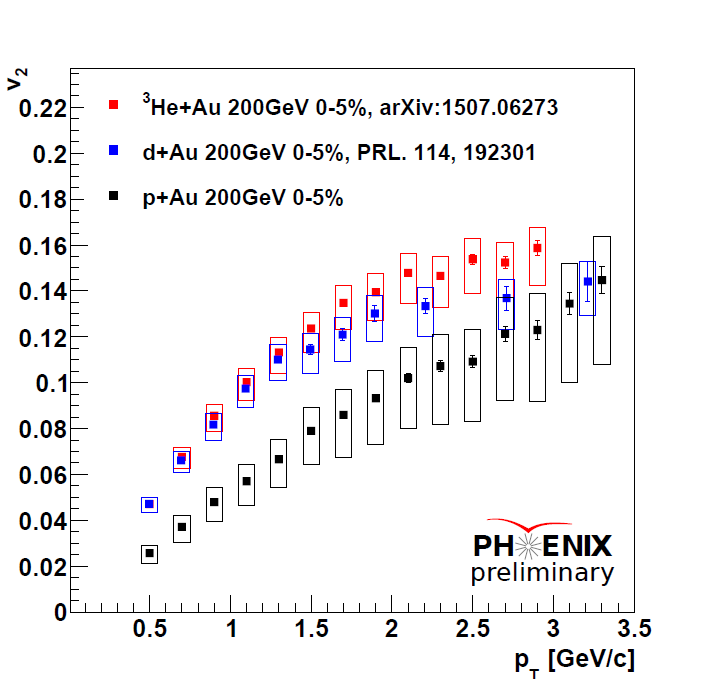 v2
0.22
0.2
0.18
0.16
0.14
0.12
0.1
0.08
0.06
0.04
0.02
0
3He+Au 200GeV 0-5%, arXiv:1507.06273
d+Au 200GeV 0-5%, PRL. 114, 192301
p+Au 200GeV 0-5%
PHENIX
preliminary
0.5 1 1.5 2 2.5 3 3.5
pT [GeV/c]